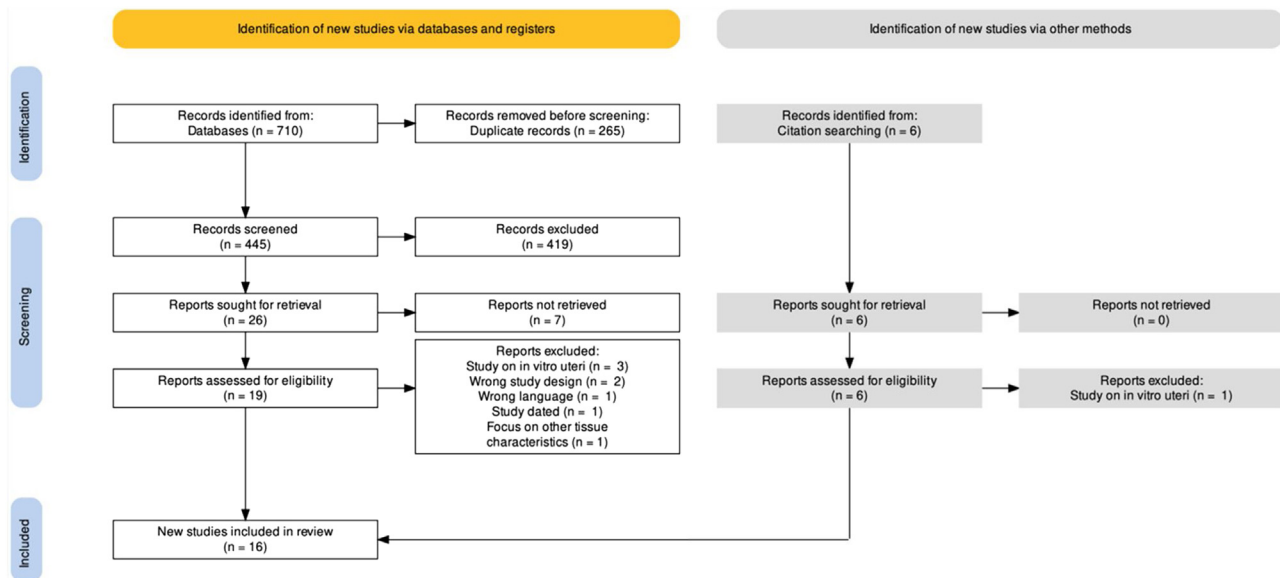 Identification of new studies via databases and registers
Identification of new studies via other methods
Identification
Records identified from:
Databases (n = 710)
Records removed before screening:
Duplicate records (n = 265)
Records identified from:
Citation searching (n = 6)
Screening
Records screened
(n = 445)
Records excluded
(n = 419)
Reports sought for retrieval
(n = 26)
Reports not retrieved
(n = 7)
Reports sought for retrieval
(n = 6)
Reports not retrieved
(n = 0)
Reports assessed for eligibility
(n = 19)
Reports excluded:
Study on in vitro uteri (n = 3)
Wrong study design (n = 2)
Wrong language (n = 1)
Study dated (n = 1)
Focus on other tissue
characteristics (n = 1)
Reports assessed for eligibility
(n = 6)
Reports excluded:
Study on in vitro uteri (n = 1)
Included
New studies included in review
(n = 16)